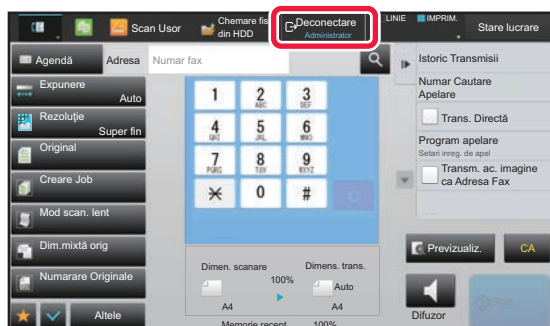 Scan Usor
Chemare fis
din HDD
Deconectare
Administrator
LINIE
IMPRIM.
Stare lucrare
Agendă
Adresa
Numar fax
Istoric Transmisii
Expunere
Auto
Numar Cautare
Apelare
Rezoluţie
Super fin
Trans. Directă
Original
Program apelare
Setari inreg. de apel
Creare Job
Transm. ac. imagine
ca Adresa Fax
Mod scan. lent
1
2
ABC
3
DEF
4
GHI
5
JKL
6
MNO
7
PQRS
8
TUV
9
WXYZ
0
#
Dim.mixtă orig
Previzualiz.
CA
Numarare Originale
Dimen. scanare
100%
Dimens. trans.
Auto
A4
A4
Altele
Memorie recept
100%
Difuzor
Start